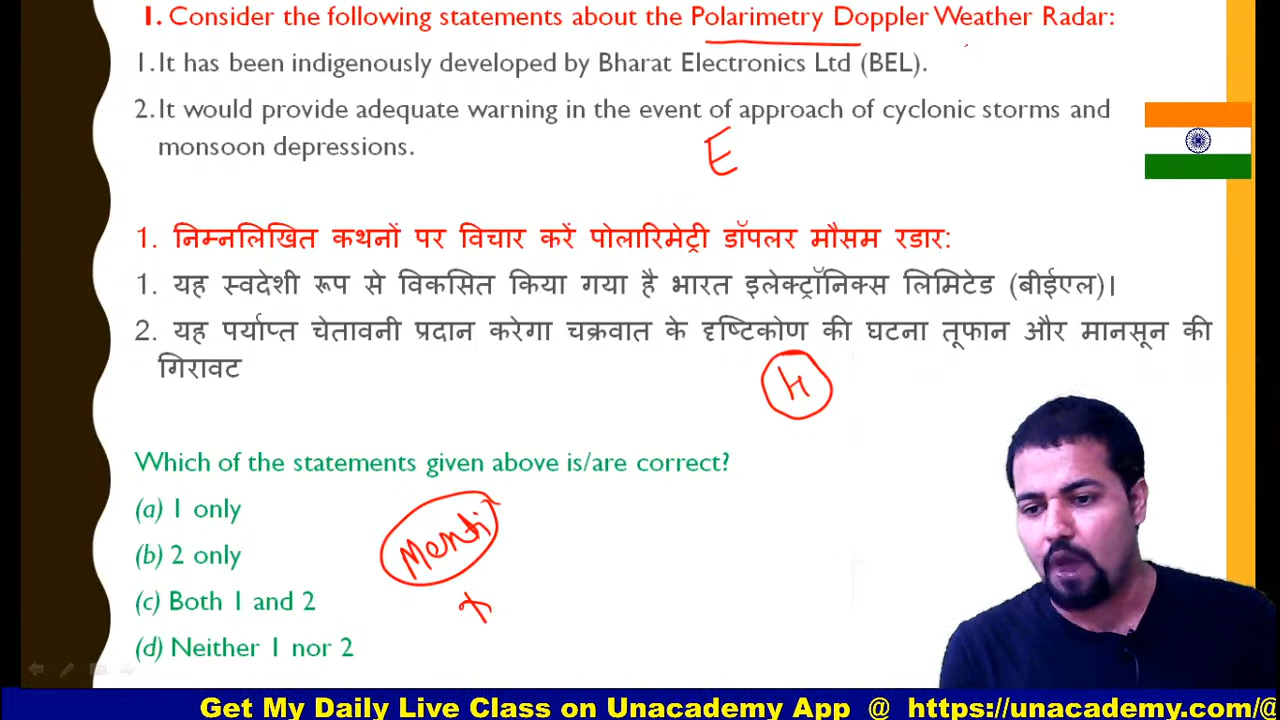 1. Consider the following statements about the Polarimetry Doppler Weather Radar:
1. It has been indigenously developed by Bharat Electronics Ltd (BEL).
2. It would provide adequate warning in the event of approach of cyclonic storms and
monsoon depressions.
E
1. निम्नलिखित कथनों पर विचार करें पोलारिमेट्री डॉपलर मौसम रडार:
1. यह स्वदेशी रूप से विकसित किया गया है भारत इलेक्ट्रॉनिक्स लिमिटेड (बीईएल)।
2. यह पर्याप्त चेतावनी प्रदान करेगा चक्रवात के दृष्टिकोण की घटना तूफान और मानसून की
गिरावट
Which of the statements given above is/are correct?
(a) 1 only
(b) 2 only
Menti
(c) Both 1 and 2
(d) Neither 1 nor 2
Get My Daily Live Class on Unacademy App @ https://unacademy.com/@